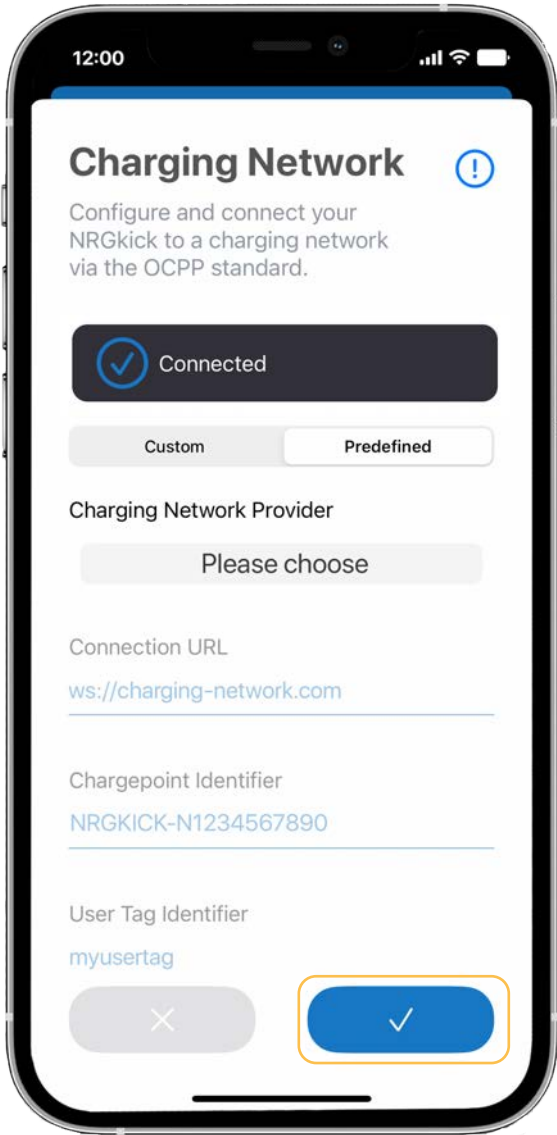 12:00
Charging Network
Configure and connect your
NRGkick to a charging network
via the OCPP standard.
Connected
Custom
Predefined
Charging Network Provider
Please choose
Connection URL
ws://charging-network.com
Chargepoint Identifier
NRGKICK-N1234567890
User Tag Identifier
myusertag